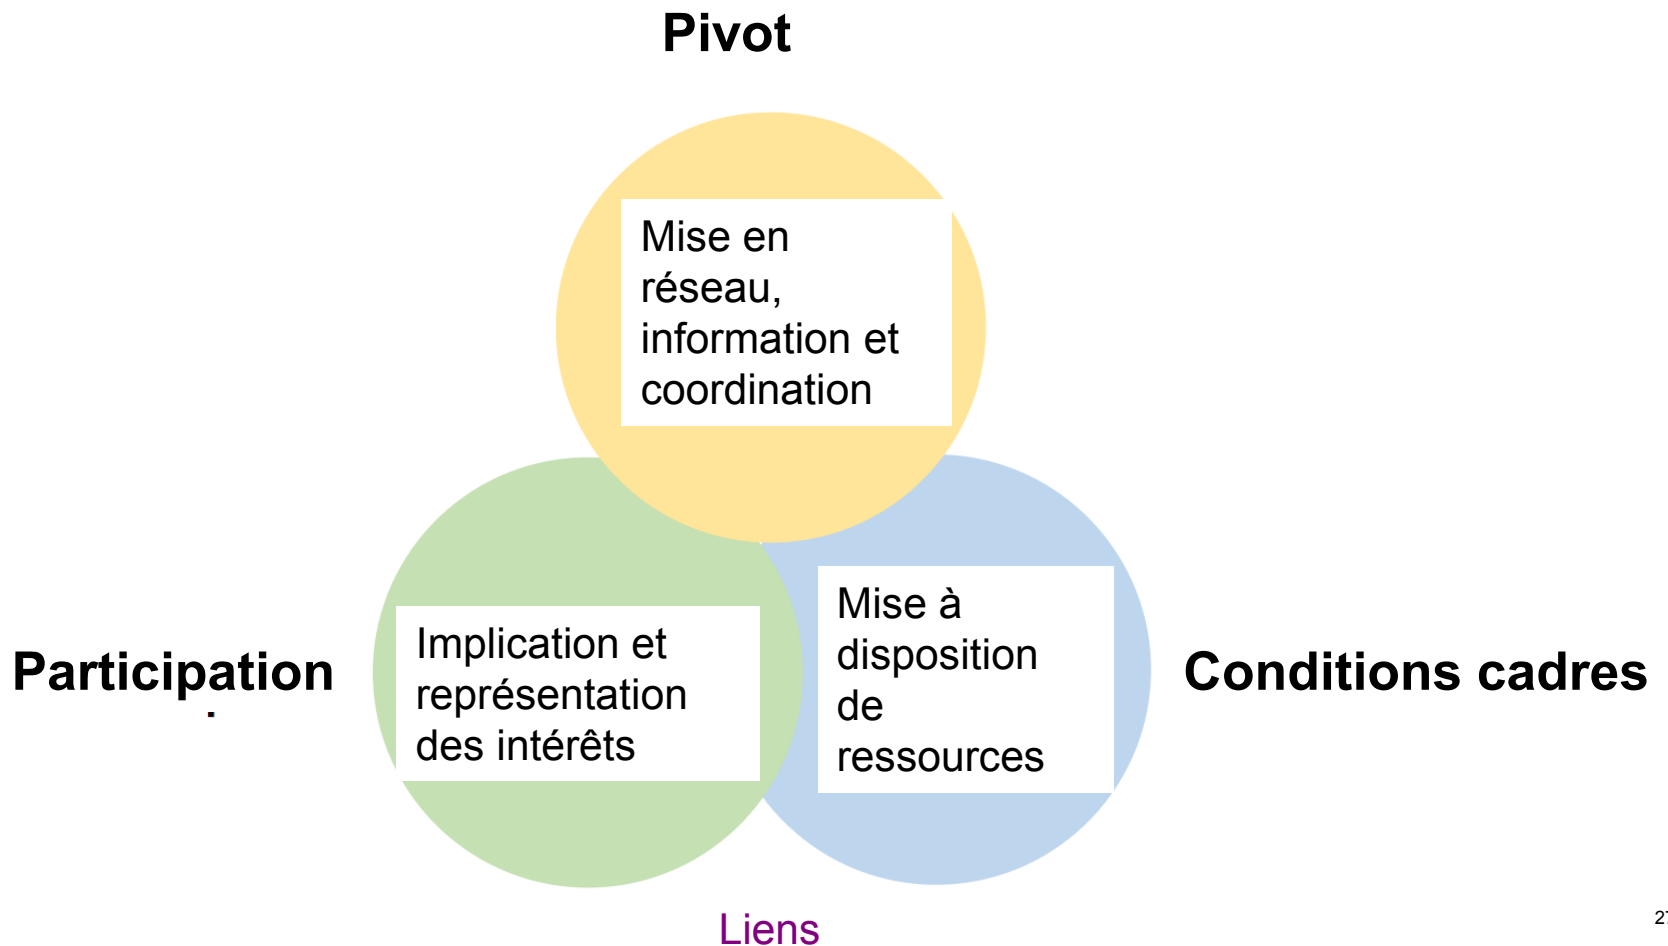 Pivot
Mise en
réseau,
information et
coordination
Participation
Implication et
représentation
des intérêts
Mise à
disposition
de
ressources
Conditions cadres
Liens
27